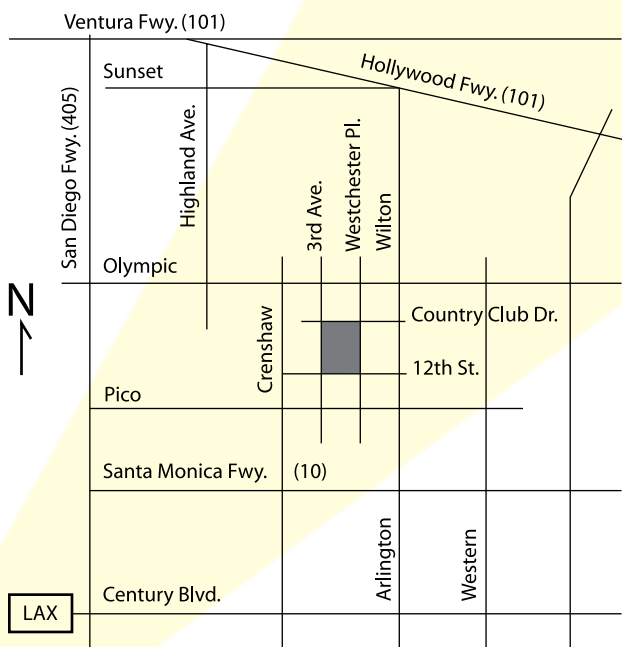 Ventura Fwy. (101)
Sunset
Hollywood Fwy. (101)
San Diego Fwy. (405)
Highland Ave.
3rd Ave.
Westchester Pl.
Wilton
Olympic
N
Country Club Dr.
Crenshaw
12th St.
Pico
Santa Monica Fwy. (10)
Arlington
Western
Century Blvd.
LAX